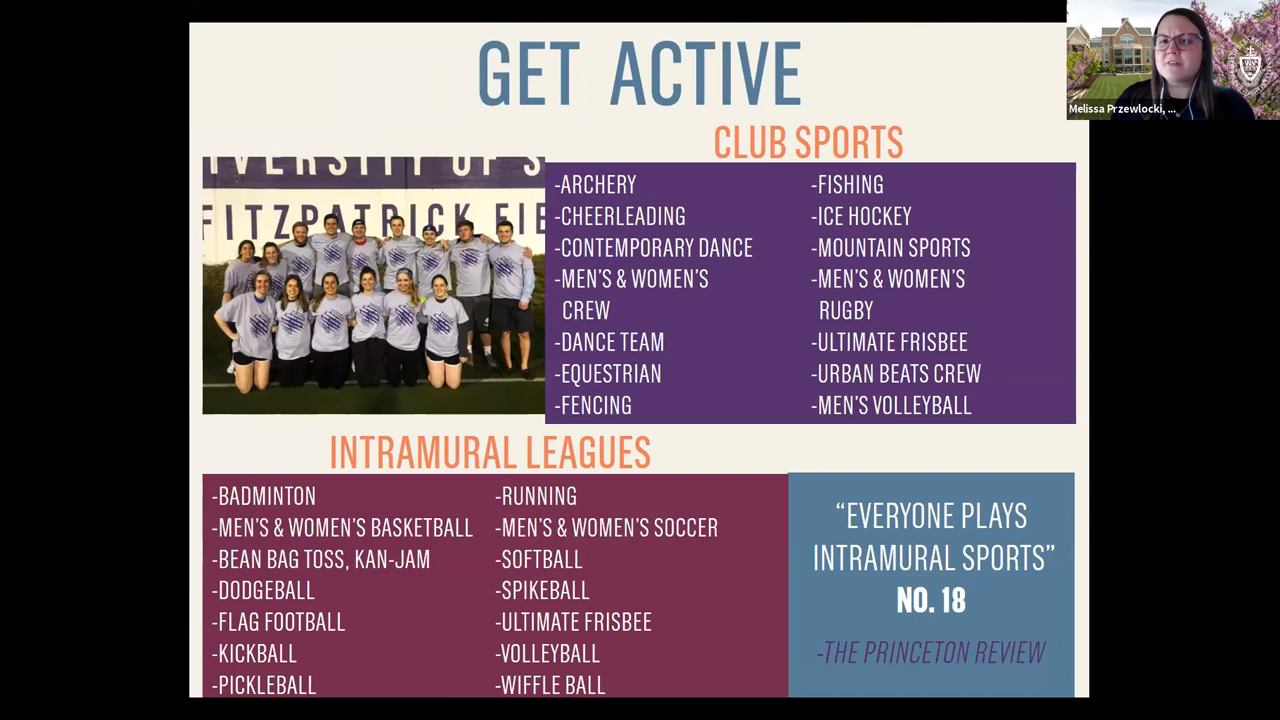 GET ACTIVE
Melissa Przewlocki, ...
CLUB SPORTS
IVERSITY OF S
FITZPATRICK FIE
-ARCHERY
-CHEERLEADING
-CONTEMPORARY DANCE
-MEN'S & WOMEN'S
CREW
-DANCE TEAM
-EQUESTRIAN
-FENCING
-FISHING
-ICE HOCKEY
-MOUNTAIN SPORTS
-MEN'S & WOMEN'S
RUGBY
-ULTIMATE FRISBEE
-URBAN BEATS CREW
-MEN'S VOLLEYBALL
INTRAMURAL LEAGUES
-BADMINTON
-MEN'S & WOMEN'S BASKETBALL
-BEAN BAG TOSS, KAN-JAM
-DODGEBALL
-FLAG FOOTBALL
-KICKBALL
-PICKLEBALL
-RUNNING
-MEN'S & WOMEN'S SOCCER
-SOFTBALL
-SPIKEBALL
-ULTIMATE FRISBEE
-VOLLEYBALL
-WIFFLE BALL
“EVERYONE PLAYS
INTRAMURAL SPORTS”
NO. 18
-THE PRINCETON REVIEW